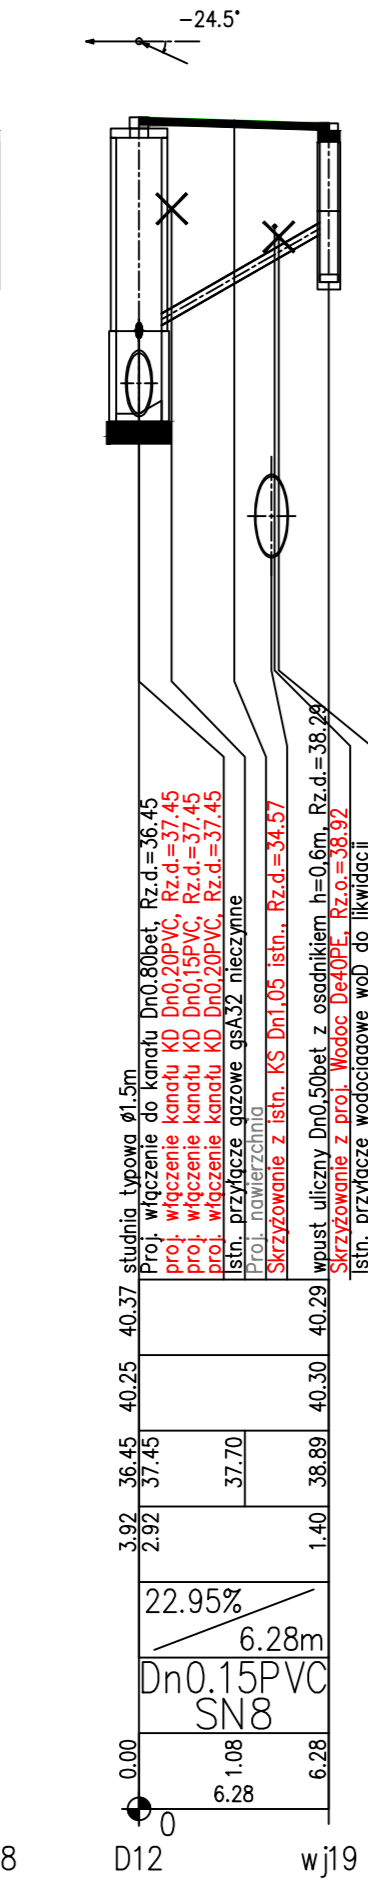 -24.5°
studnia typowa ø1.5m
Proj. włączenie do kanału Dn0.80bet, Rz.d.=36.45
proj. włączenie kanału KD Dn0,20PVC, Rz.d.=37.45
proj. włączenie kanału KD Dn0,15PVC, Rz.d.=37.45
proj. włączenie kanału KD Dn0,20PVC, Rz.d.=37.45
Istn. przyłącze gazowe gsA32 nieczynne
Proj. nawierzchnia
Skrzyżowanie z istn. KS Dn1,05 istn., Rz.d.=34.57
wpust uliczny Dn0,50bet z osadnikiem h=0,6m, Rz.d.=38.29
Skrzyżowanie z proj. Wodoc De40PE, Rz.o.=38.92
Istn. przyłącze wodociągowe woD do likwidacji
40.37 40.29
40.25 40.30
36.45 37.45 37.70 38.89
3.92 2.92 1.40
22.95%
6.28m
Dn0.15PVC
SN8
0.00 1.08 6.28
6.28
0
8 D12 wj19